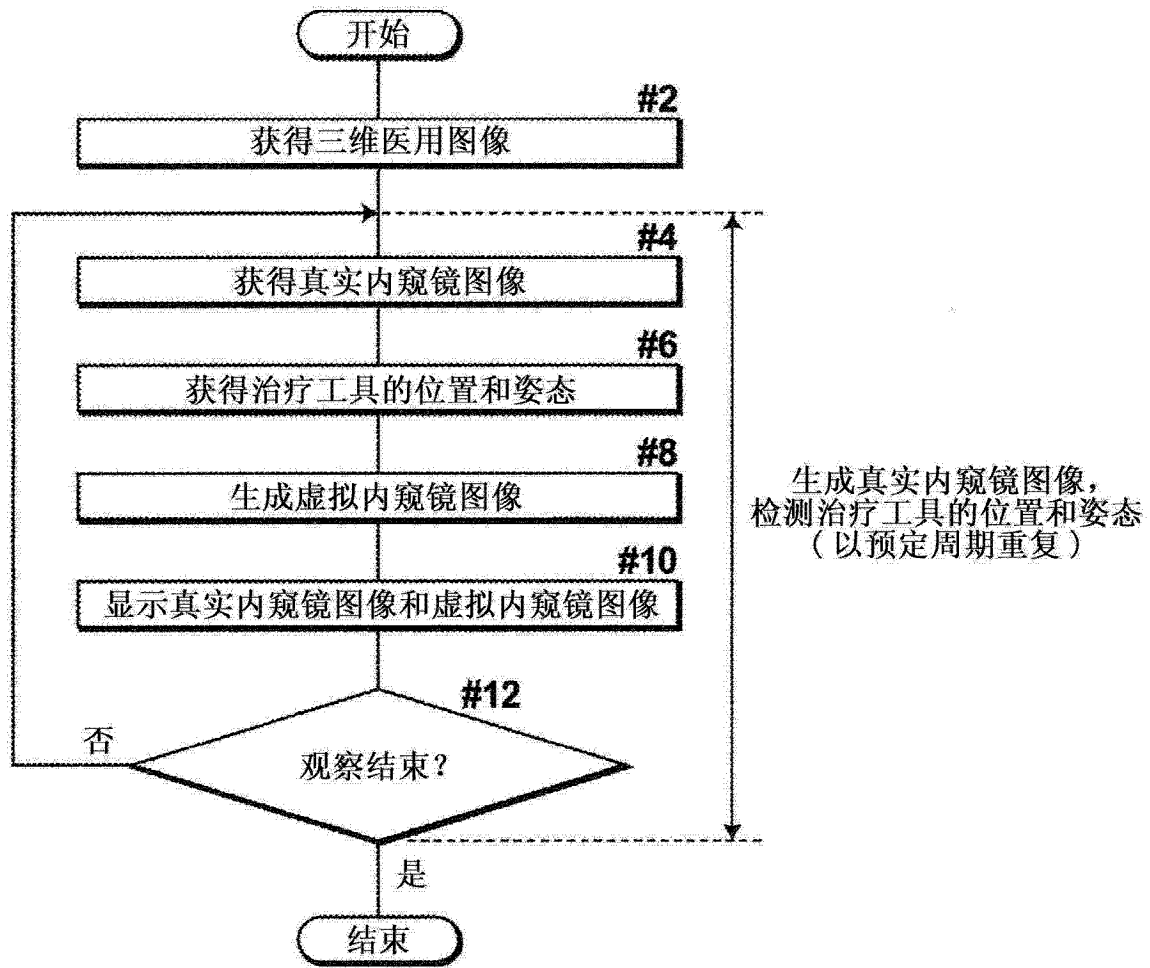 开始
#2
获得三维医用图像
#4
获得真实内窥镜图像
#6
获得治疗工具的位置和姿态
#8
生成虚拟内窥镜图像
#10
显示真实内窥镜图像和虚拟内窥镜图像
#12
观察结束?
否
是
结束
生成真实内窥镜图像,
检测治疗工具的位置和姿态
(以预定周期重复)